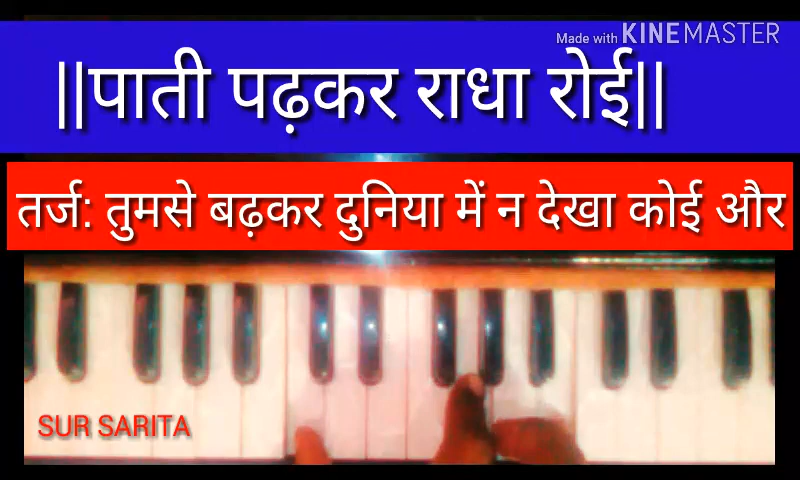 Made with KINEMASTER
||पाती पढ़कर राधा रोई||
तर्ज: तुमसे बढ़कर दुनिया में न देखा कोई और
SUR SARITA